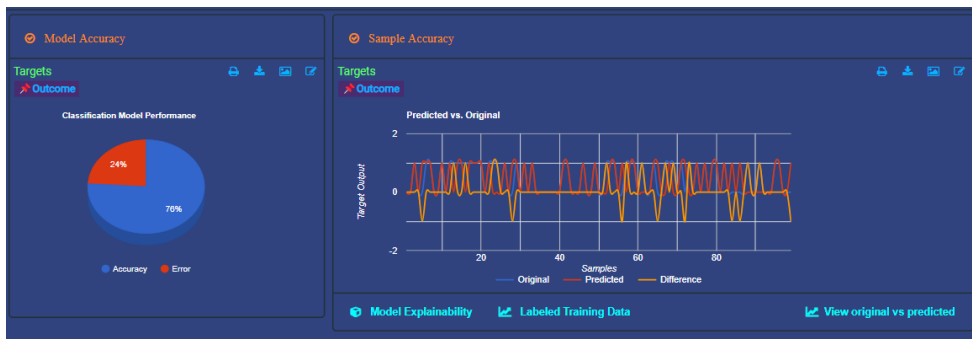 Model Accuracy
Targets
Outcome
Classification Model Performance
24%
76%
Accuracy Error
Sample Accuracy
Targets
Outcome
Predicted vs. Original
2
0
-2
Target Output
20 40 60 80
Samples
Original Predicted Difference
Model Explainability Labeled Training Data View original vs predicted